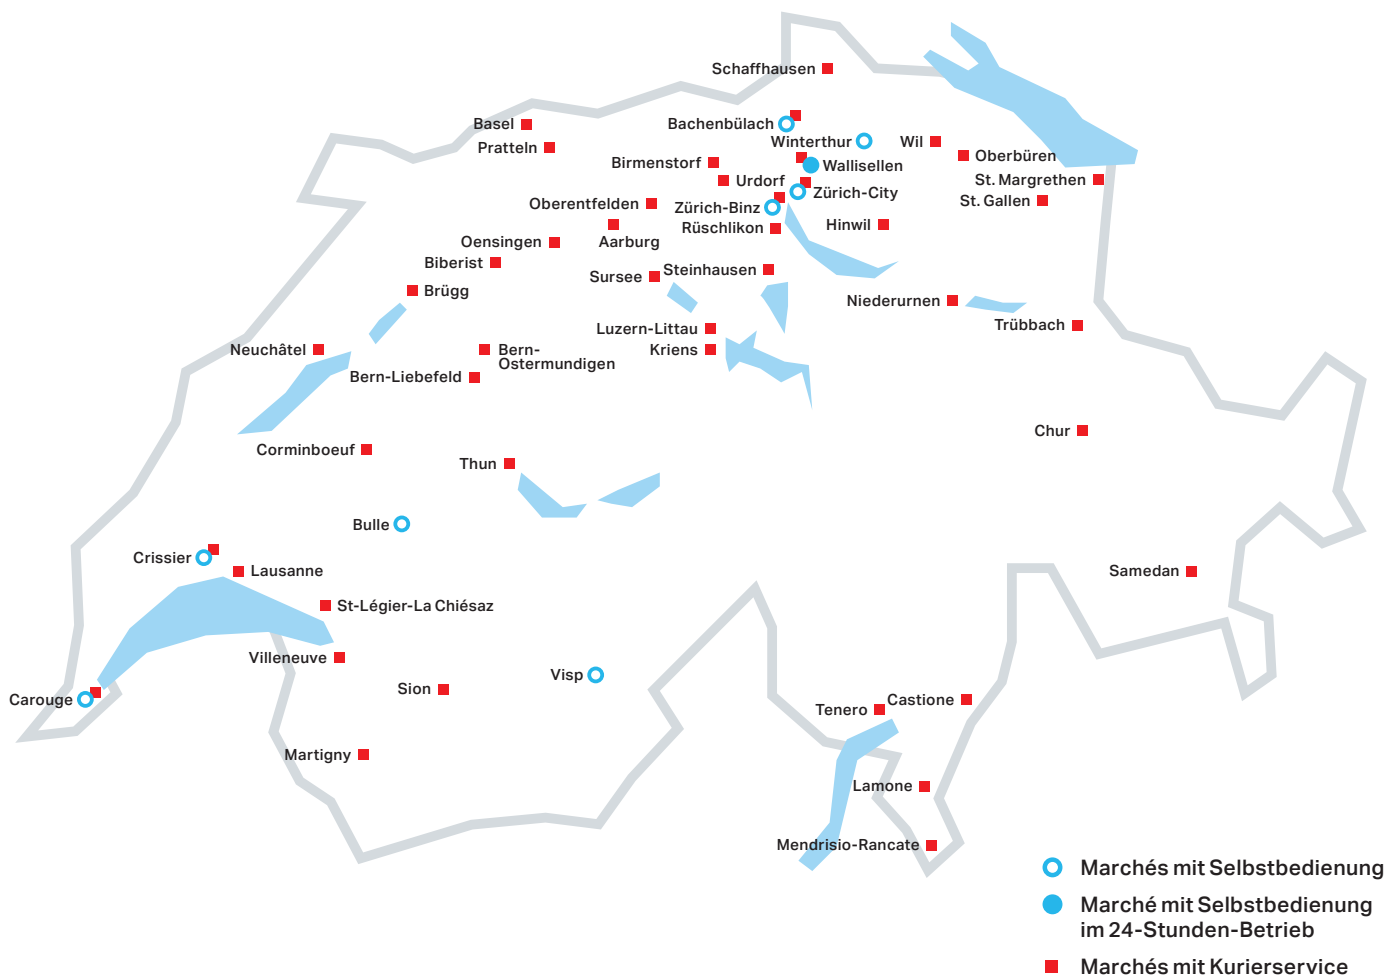 Schaffhausen
Basel
Bachenbülach
Pratteln
Winterthur
Wil
Oberbüren
Birmenstorf
Wallisellen
Urdorf
St. Margrethen
Zürich-City
Oberentfelden
Zürich-Binz
St. Gallen
Rüschlikon
Hinwil
Aarburg
Oensingen
Biberist
Sursee
Steinhausen
Brügg
Niederurnen
Luzern-Littau
Trübbach
Neuchâtel
Bern-
Ostermundigen
Kriens
Bern-Liebefeld
Chur
Corminboeuf
Thun
Bulle
Crissier
Lausanne
Samedan
St-Légier-La Chiésaz
Villeneuve
Visp
Sion
Carouge
Castione
Tenero
Martigny
Lamone
Mendrisio-Rancate
Marchés mit Selbstbedienung
Marché mit Selbstbedienung
im 24-Stunden-Betrieb
Marchés mit Kurierservice